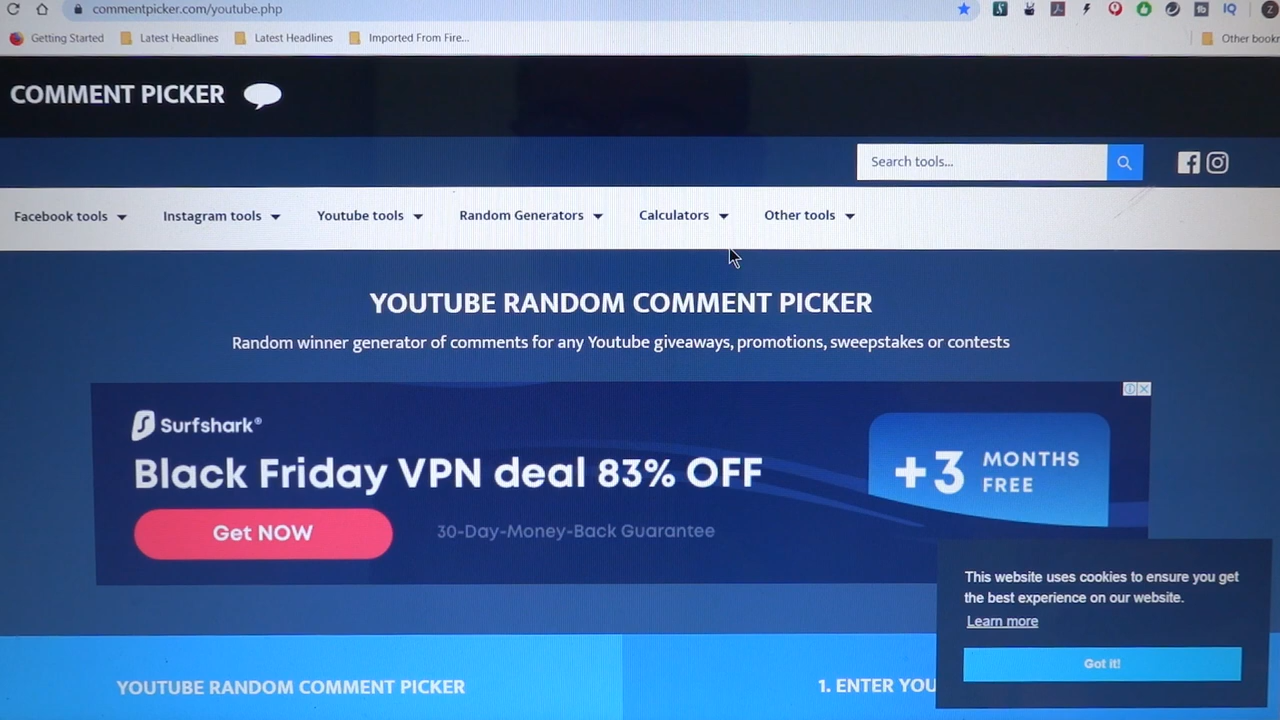 commentpicker.com/youtube.php
IQ
Z
Getting Started
Latest Headlines
Latest Headlines
Imported From Fire...
Other bookr
COMMENT PICKER
Search tools...
Facebook tools
Instagram tools
Youtube tools
Random Generators
Calculators
Other tools
YOUTUBE RANDOM COMMENT PICKER
Random winner generator of comments for any Youtube giveaways, promotions, sweepstakes or contests
Surfshark®
Black Friday VPN deal 83% OFF
+3 MONTHS
FREE
Get NOW
30-Day-Money-Back Guarantee
This website uses cookies to ensure you get
the best experience on our website.
Learn more
Got it!
YOUTUBE RANDOM COMMENT PICKER
1. ENTER YOU